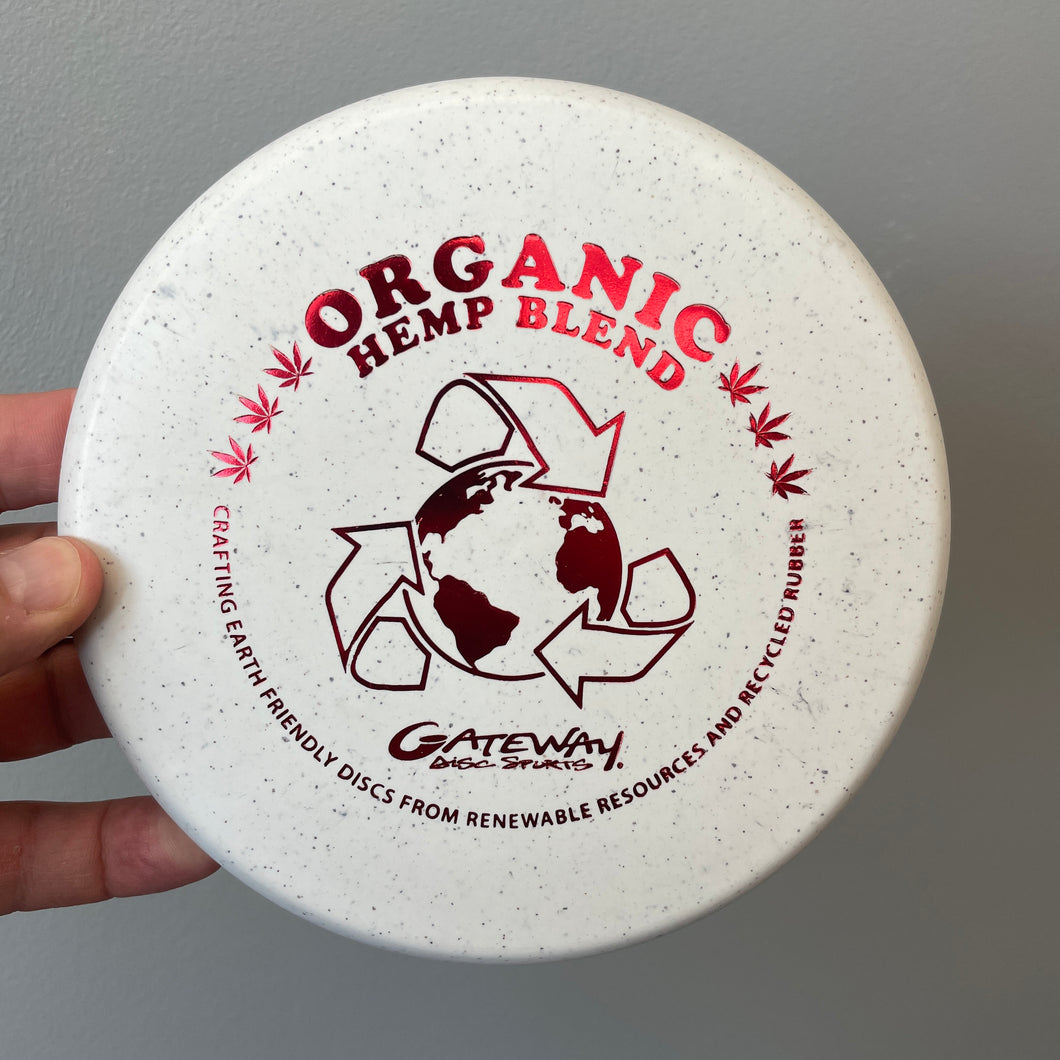 ORGANIC
HEMP BLEND
GATEWAY
DISC SPORTS
CRAFTING EARTH FRIENDLY DISCS FROM RENEWABLE RESOURCES AND RECYCLED RUBBER